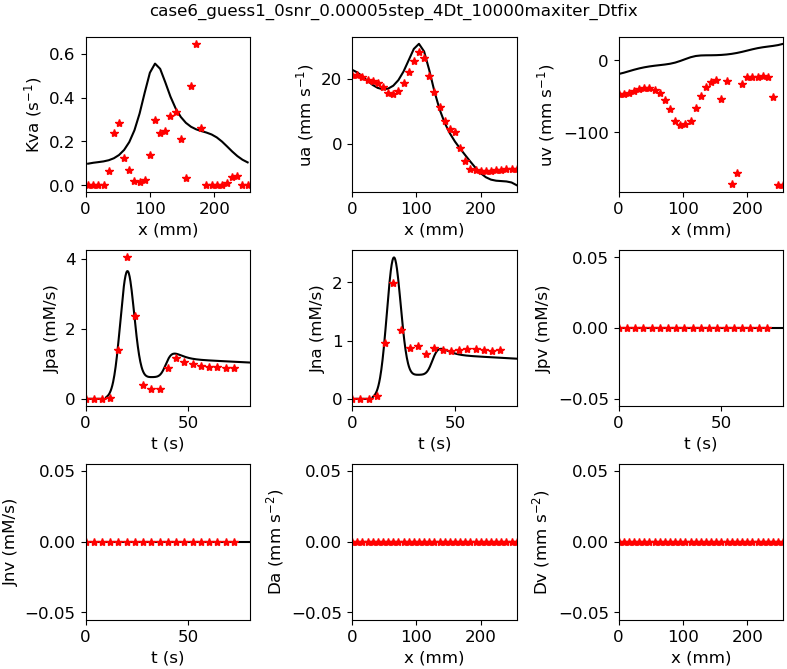 case6_guess1_0snr_0.00005step_4Dt_10000maxiter_Dtfix
Kva (s⁻¹)
0.6
0.4
0.2
0.0
0 100 200
x (mm)
ua (mm s⁻¹)
20
0
0 100 200
x (mm)
uv (mm s⁻¹)
0
−100
0 100 200
x (mm)
Jpa (mM/s)
4
2
0
0 50
t (s)
Jna (mM/s)
2
1
0
0 50
t (s)
Jpv (mM/s)
0.05
0.00
−0.05
0 50
t (s)
Jnv (mM/s)
0.05
0.00
−0.05
0 50
t (s)
Da (mm s⁻²)
0.05
0.00
−0.05
0 100 200
x (mm)
Dv (mm s⁻²)
0.05
0.00
−0.05
0 100 200
x (mm)